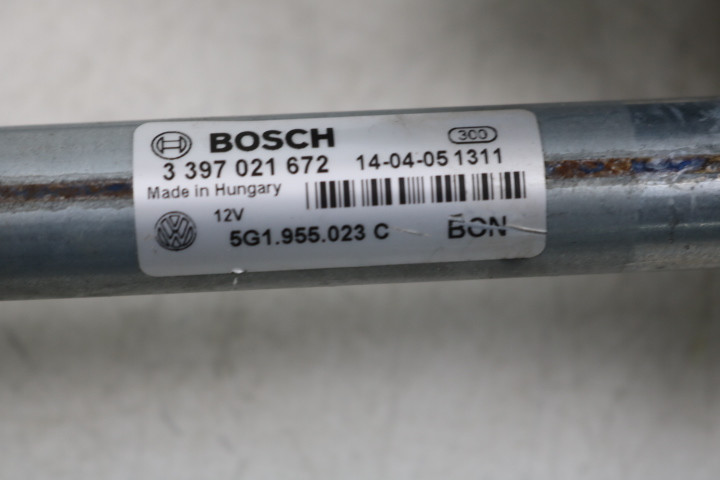 BOSCH 300
3 397 021 672 14-04-05 1311
Made in Hungary
12V
5G1.955.023 C BON